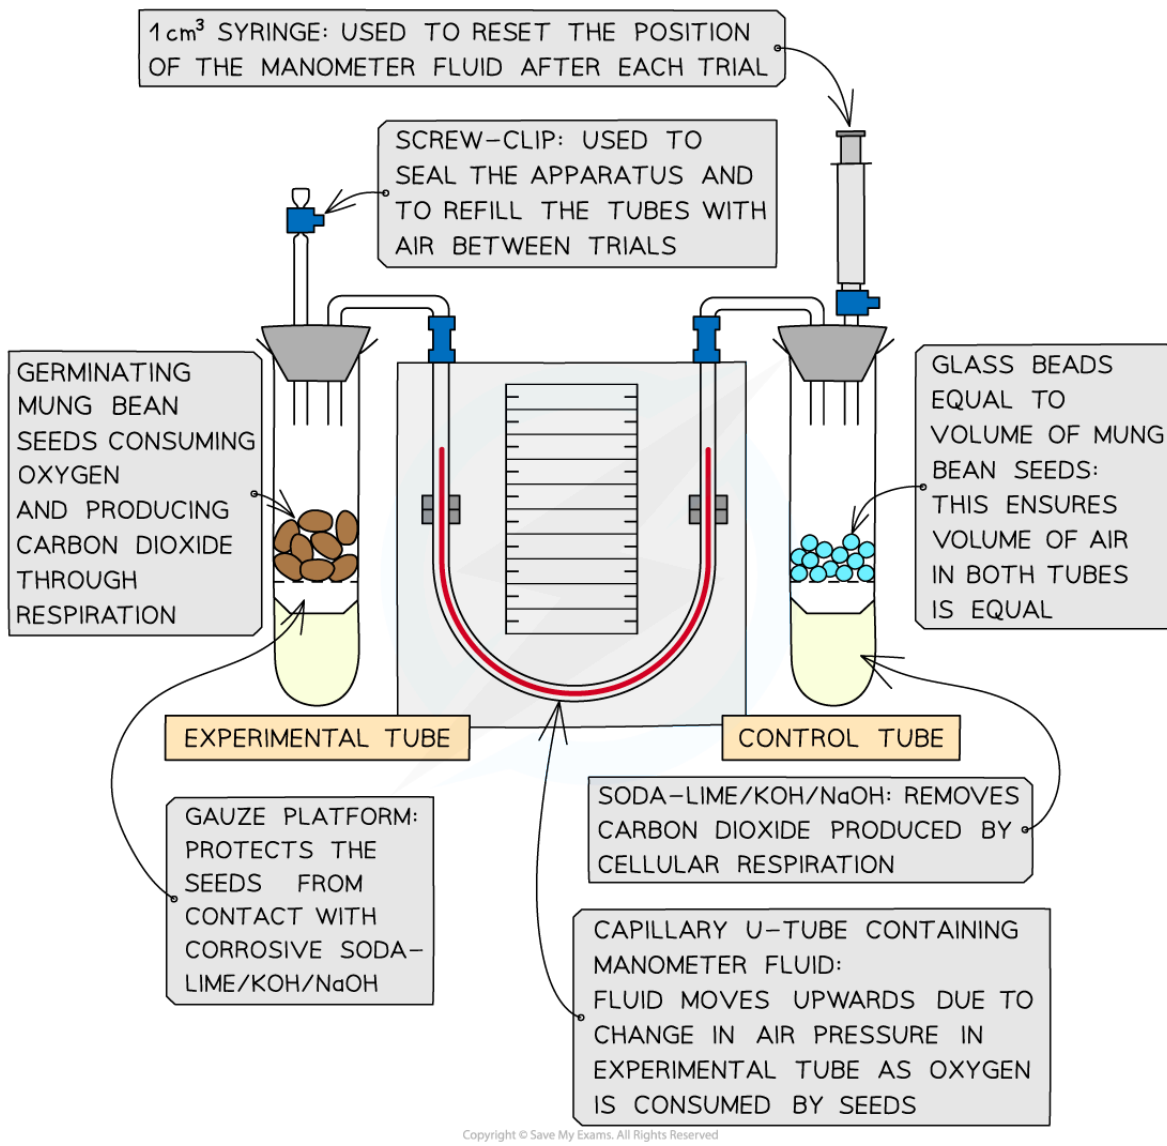 1 cm³ SYRINGE: USED TO RESET THE POSITION
OF THE MANOMETER FLUID AFTER EACH TRIAL
SCREW-CLIP: USED TO
SEAL THE APPARATUS AND
TO REFILL THE TUBES WITH
AIR BETWEEN TRIALS
GERMINATING
MUNG BEAN
SEEDS CONSUMING
OXYGEN
AND PRODUCING
CARBON DIOXIDE
THROUGH
RESPIRATION
GLASS BEADS
EQUAL TO
VOLUME OF MUNG
BEAN SEEDS:
THIS ENSURES
VOLUME OF AIR
IN BOTH TUBES
IS EQUAL
EXPERIMENTAL TUBE
CONTROL TUBE
GAUZE PLATFORM:
PROTECTS THE
SEEDS FROM
CONTACT WITH
CORROSIVE SODA-
LIME/KOH/NaOH
SODA-LIME/KOH/NaOH: REMOVES
CARBON DIOXIDE PRODUCED BY
CELLULAR RESPIRATION
CAPILLARY U-TUBE CONTAINING
MANOMETER FLUID:
FLUID MOVES UPWARDS DUE TO
CHANGE IN AIR PRESSURE IN
EXPERIMENTAL TUBE AS OXYGEN
IS CONSUMED BY SEEDS
Copyright © Save My Exams. All Rights Reserved